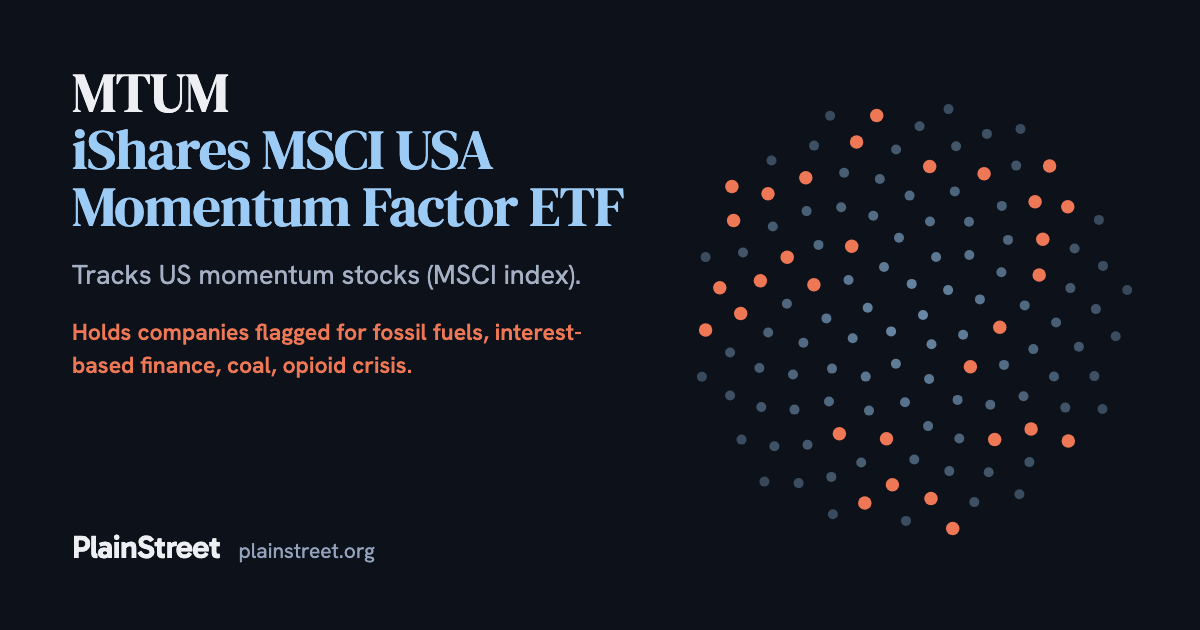 MTUM
iShares MSCI USA
Momentum Factor ETF
Tracks US momentum stocks (MSCI index).
Holds companies flagged for fossil fuels, interest-
based finance, coal, opioid crisis.
PlainStreet plainstreet.org